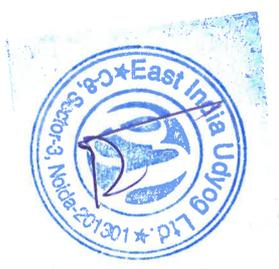 ★ East India Udyog Ltd. ★ C-8, Sector-3, Noida-201301